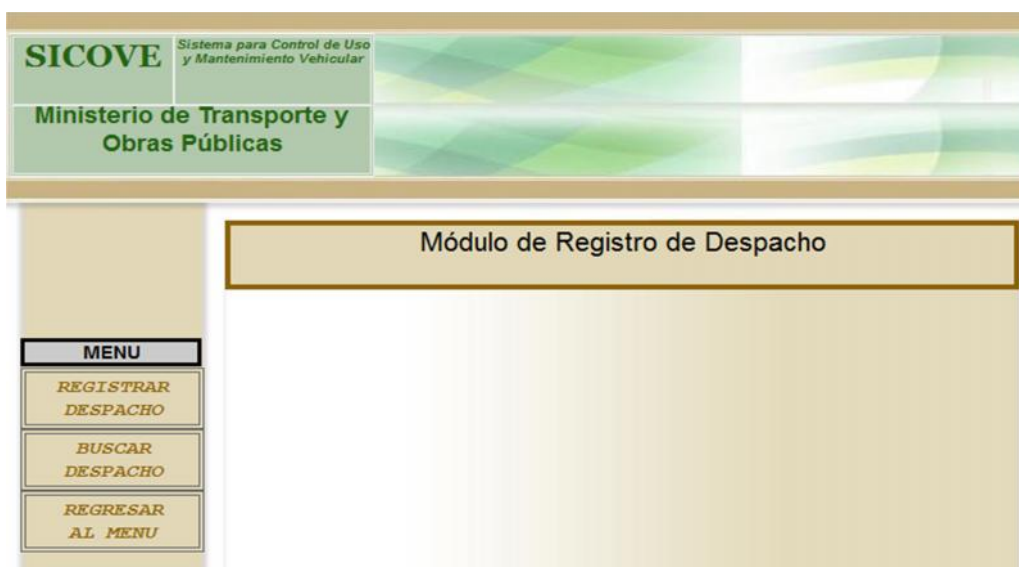 SICOVE
Sistema para Control de Uso
y Mantenimiento Vehicular
Ministerio de Transporte y
Obras Públicas
Módulo de Registro de Despacho
MENU
REGISTRAR
DESPACHO
BUSCAR
DESPACHO
REGRESAR
AL MENU